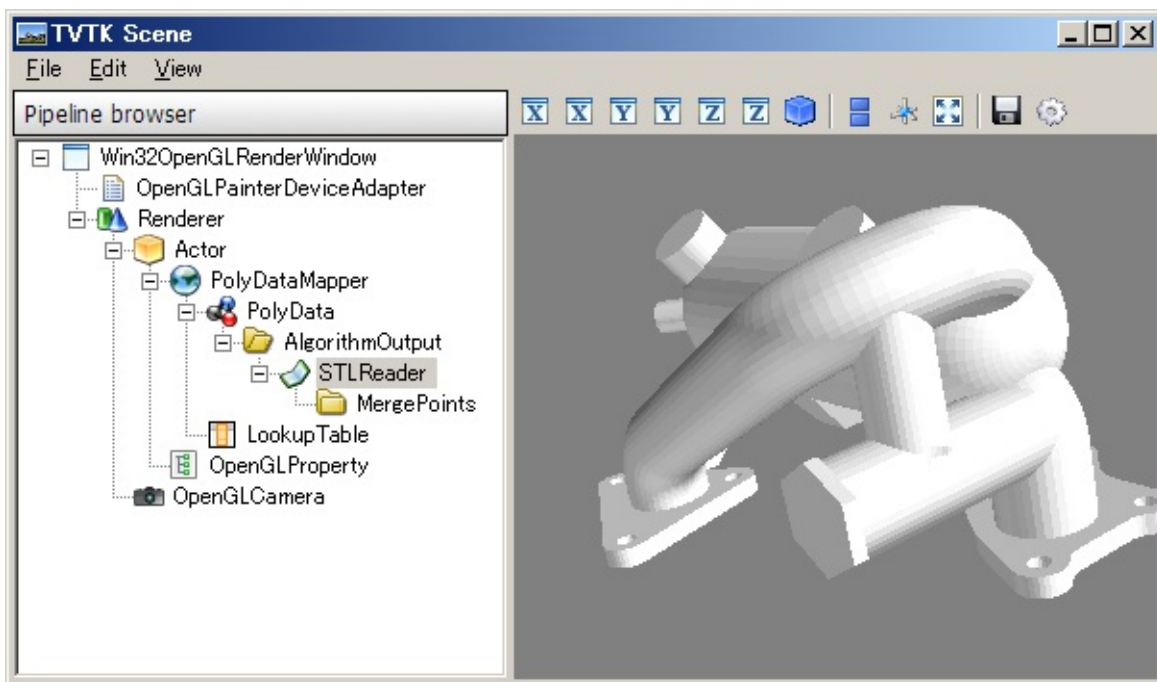 TVTK Scene
File Edit View
Pipeline browser
X X Y Y Z Z
Win32OpenGLRenderWindow
OpenGLPainterDeviceAdapter
Renderer
Actor
PolyDataMapper
PolyData
AlgorithmOutput
STLReader
MergePoints
LookupTable
OpenGLProperty
OpenGLCamera